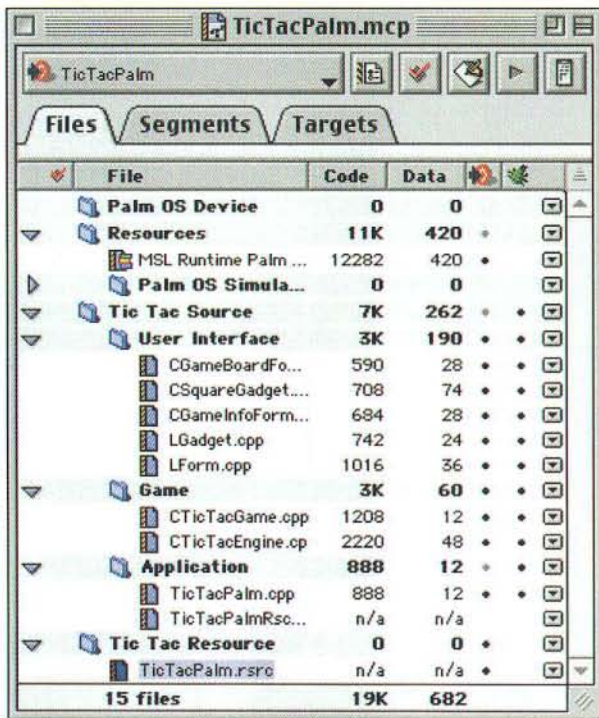 TicTacPalm.mcp
TicTacPalm
Files Segments Targets
File Code Data
Palm OS Device 0 0
Resources 11K 420
MSL Runtime Palm ... 12282 420
Palm OS Simula... 0 0
Tic Tac Source 7K 262
User Interface 3K 190
CGameBoardFo... 590 28
CSquareGadget.... 708 74
CGameInfoForm... 684 28
LGadget.cpp 742 24
LForm.cpp 1016 36
Game 3K 60
CTicTacGame.cpp 1208 12
CTicTacEngine.cp 2220 48
Application 888 12
TicTacPalm.cpp 888 12
TicTacPalmRsc... n/a n/a
Tic Tac Resource 0 0
TicTacPalm.rsrc n/a n/a
15 files 19K 682